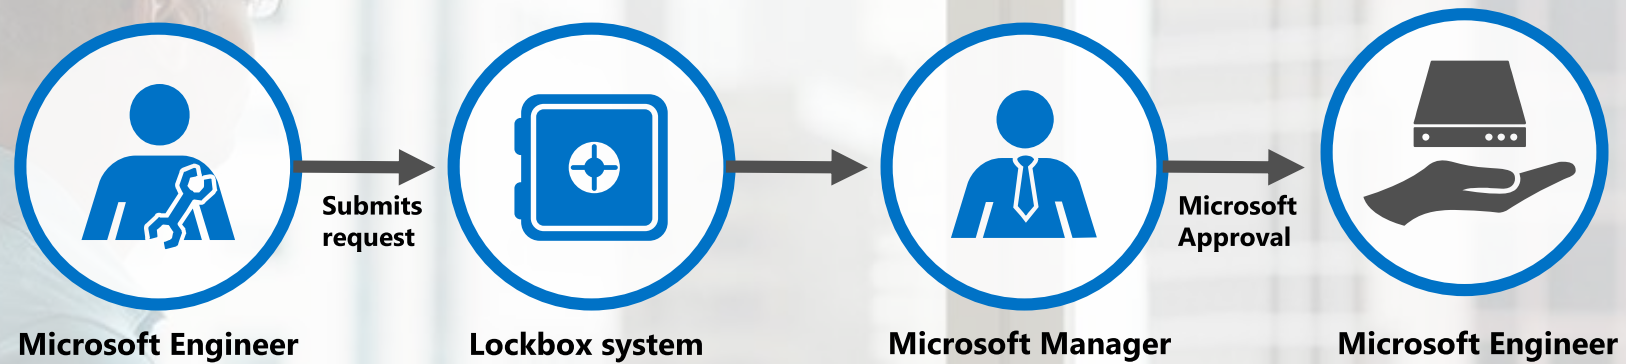 Submits
request
Microsoft
Approval
Microsoft Engineer
Lockbox system
Microsoft Manager
Microsoft Engineer